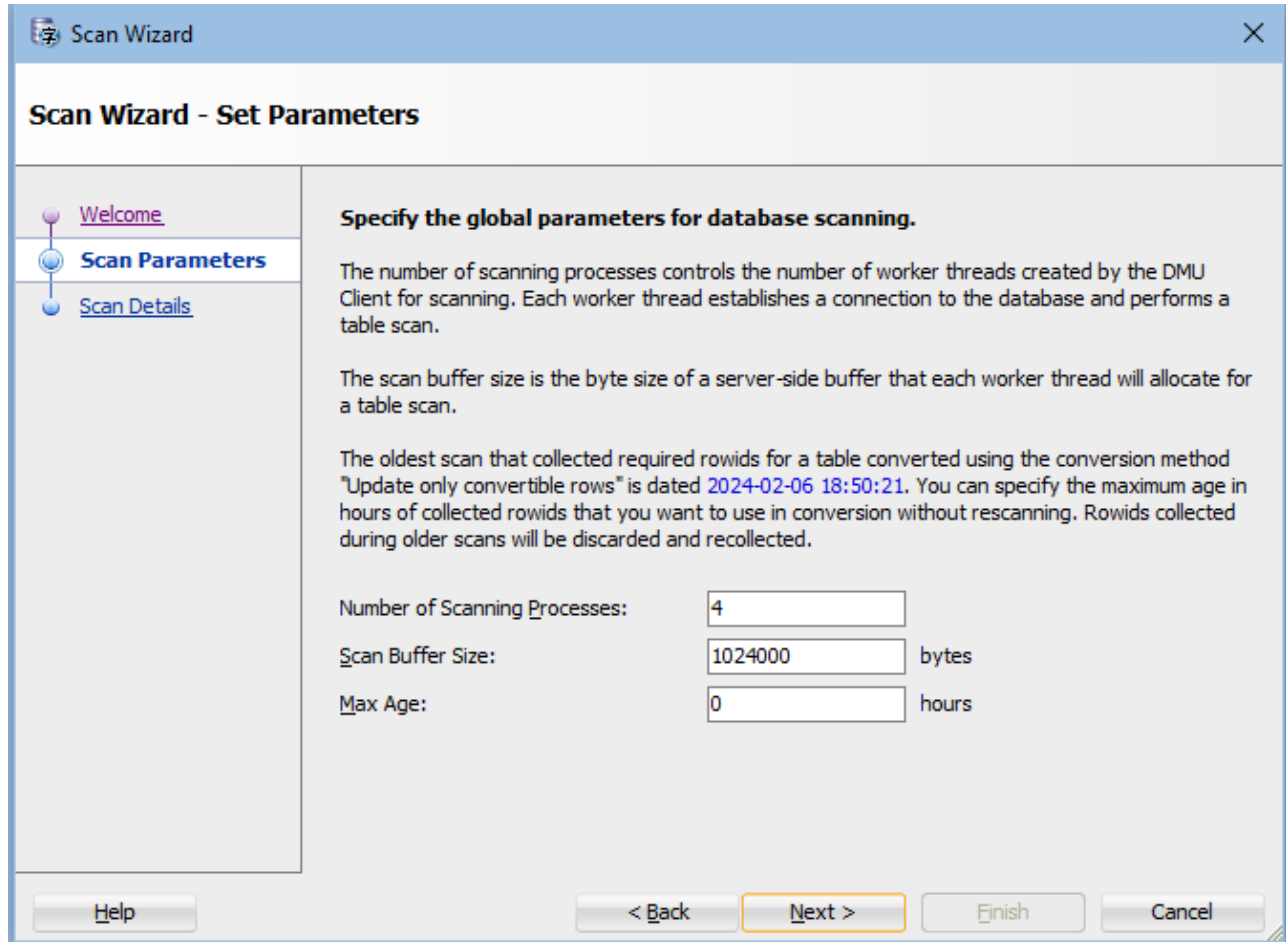 Scan Wizard
Scan Wizard - Set Parameters
Welcome
Scan Parameters
Scan Details
Specify the global parameters for database scanning.
The number of scanning processes controls the number of worker threads created by the DMU
Client for scanning. Each worker thread establishes a connection to the database and performs a
table scan.
The scan buffer size is the byte size of a server-side buffer that each worker thread will allocate for
a table scan.
The oldest scan that collected required rowids for a table converted using the conversion method
"Update only convertible rows" is dated 2024-02-06 18:50:21. You can specify the maximum age in
hours of collected rowids that you want to use in conversion without rescanning. Rowids collected
during older scans will be discarded and recollected.
Number of Scanning Processes: 4
Scan Buffer Size: 1024000 bytes
Max Age: 0 hours
Help < Back Next > Finish Cancel